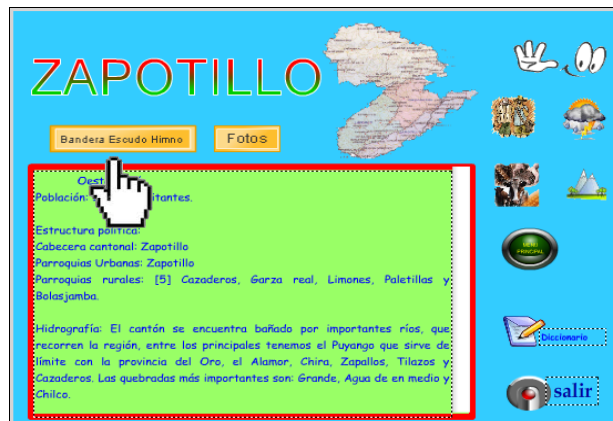 ZAPOTILLO
Bandera Escudo Himno
Fotos
Oest
Población:
Estructura política:
Cabecera cantonal: Zapotillo
Parroquias Urbanas: Zapotillo
Parroquias rurales: [5] Cazaderos, Garza real, Limones, Paletillas y
Bolasjamba.
Hidrografía: El cantón se encuentra bañado por importantes ríos, que
recorren la región, entre los principales tenemos el Puyango que sirve de
límite con la provincia del Oro, el Alamor, Chira, Zapallos, Tilazos y
Cazaderos. Las quebradas más importantes son: Grande, Agua de en medio y
Chilco.
MENU
PRINCIPAL
Diccionario
salir